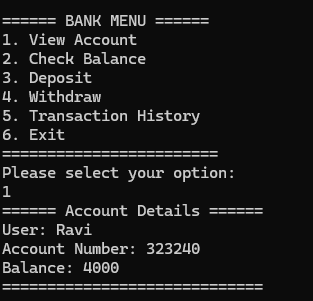 ====== BANK MENU ======
1. View Account
2. Check Balance
3. Deposit
4. Withdraw
5. Transaction History
6. Exit
========================
Please select your option:
1
====== Account Details ======
User: Ravi
Account Number: 323240
Balance: 4000
=============================